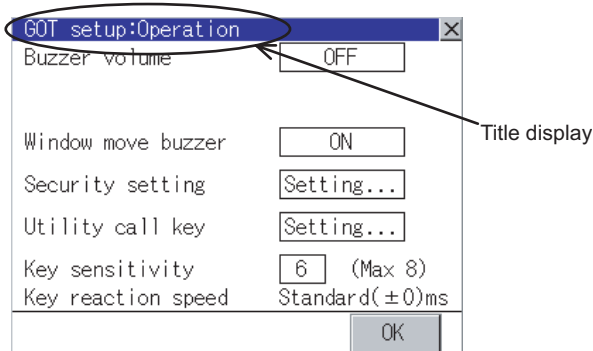 GOT setup:Operation
Buzzer volume OFF
Title display
Window move buzzer ON
Security setting Setting...
Utility call key Setting...
Key sensitivity 6 (Max 8)
Key reaction speed Standard(±0)ms
OK